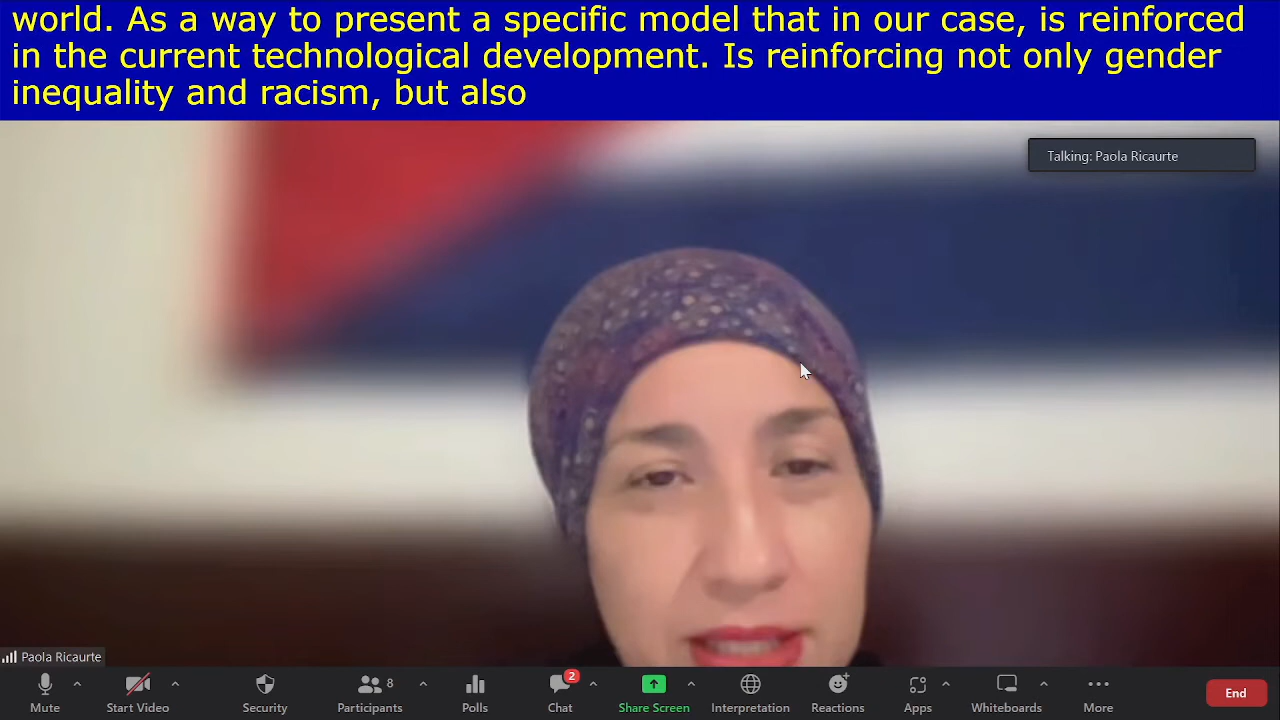 world. As a way to present a specific model that in our case, is reinforced
in the current technological development. Is reinforcing not only gender
inequality and racism, but also
Talking: Paola Ricaurte
Paola Ricaurte
8
2
Mute
Start Video
Security
Participants
Polls
Chat
Share Screen
Interpretation
Reactions
Apps
Whiteboards
More
End